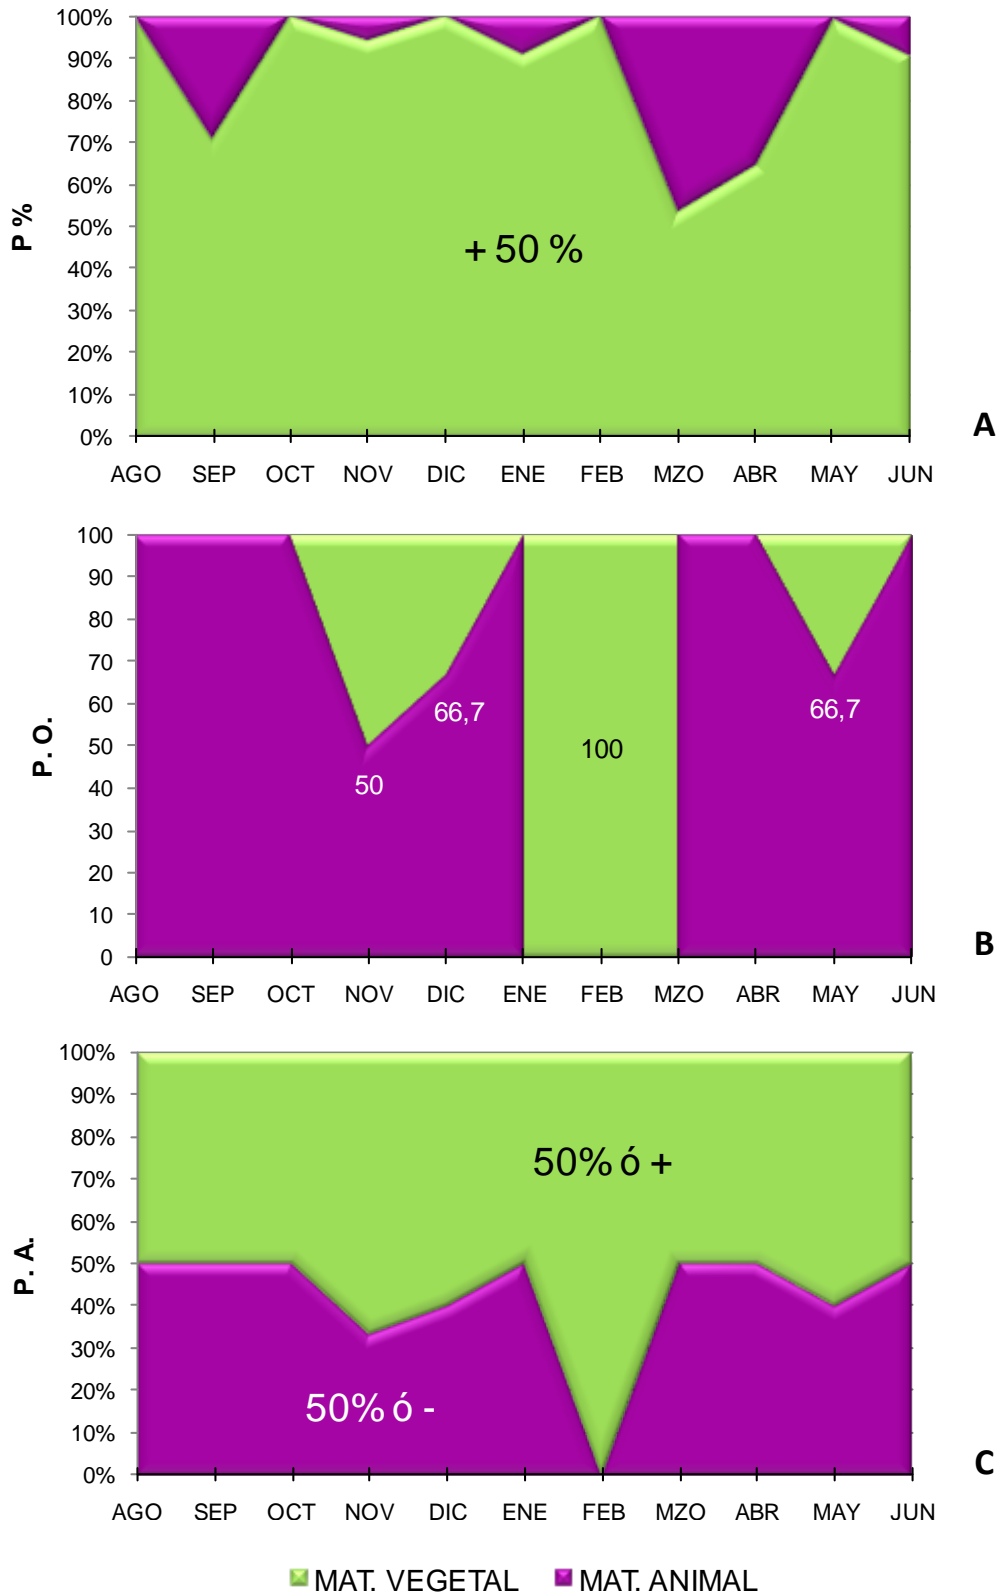 100%
90%
80%
70%
60%
50%
40%
30%
20%
10%
0%
P %
+ 50 %
A
AGO SEP OCT NOV DIC ENE FEB MZO ABR MAY JUN
100
90
80
70
60
50
40
30
20
10
0
P. O.
50
66,7
100
66,7
B
AGO SEP OCT NOV DIC ENE FEB MZO ABR MAY JUN
100%
90%
80%
70%
60%
50%
40%
30%
20%
10%
0%
P. A.
50% ó +
50% ó -
C
AGO SEP OCT NOV DIC ENE FEB MZO ABR MAY JUN
MAT. VEGETAL MAT. ANIMAL